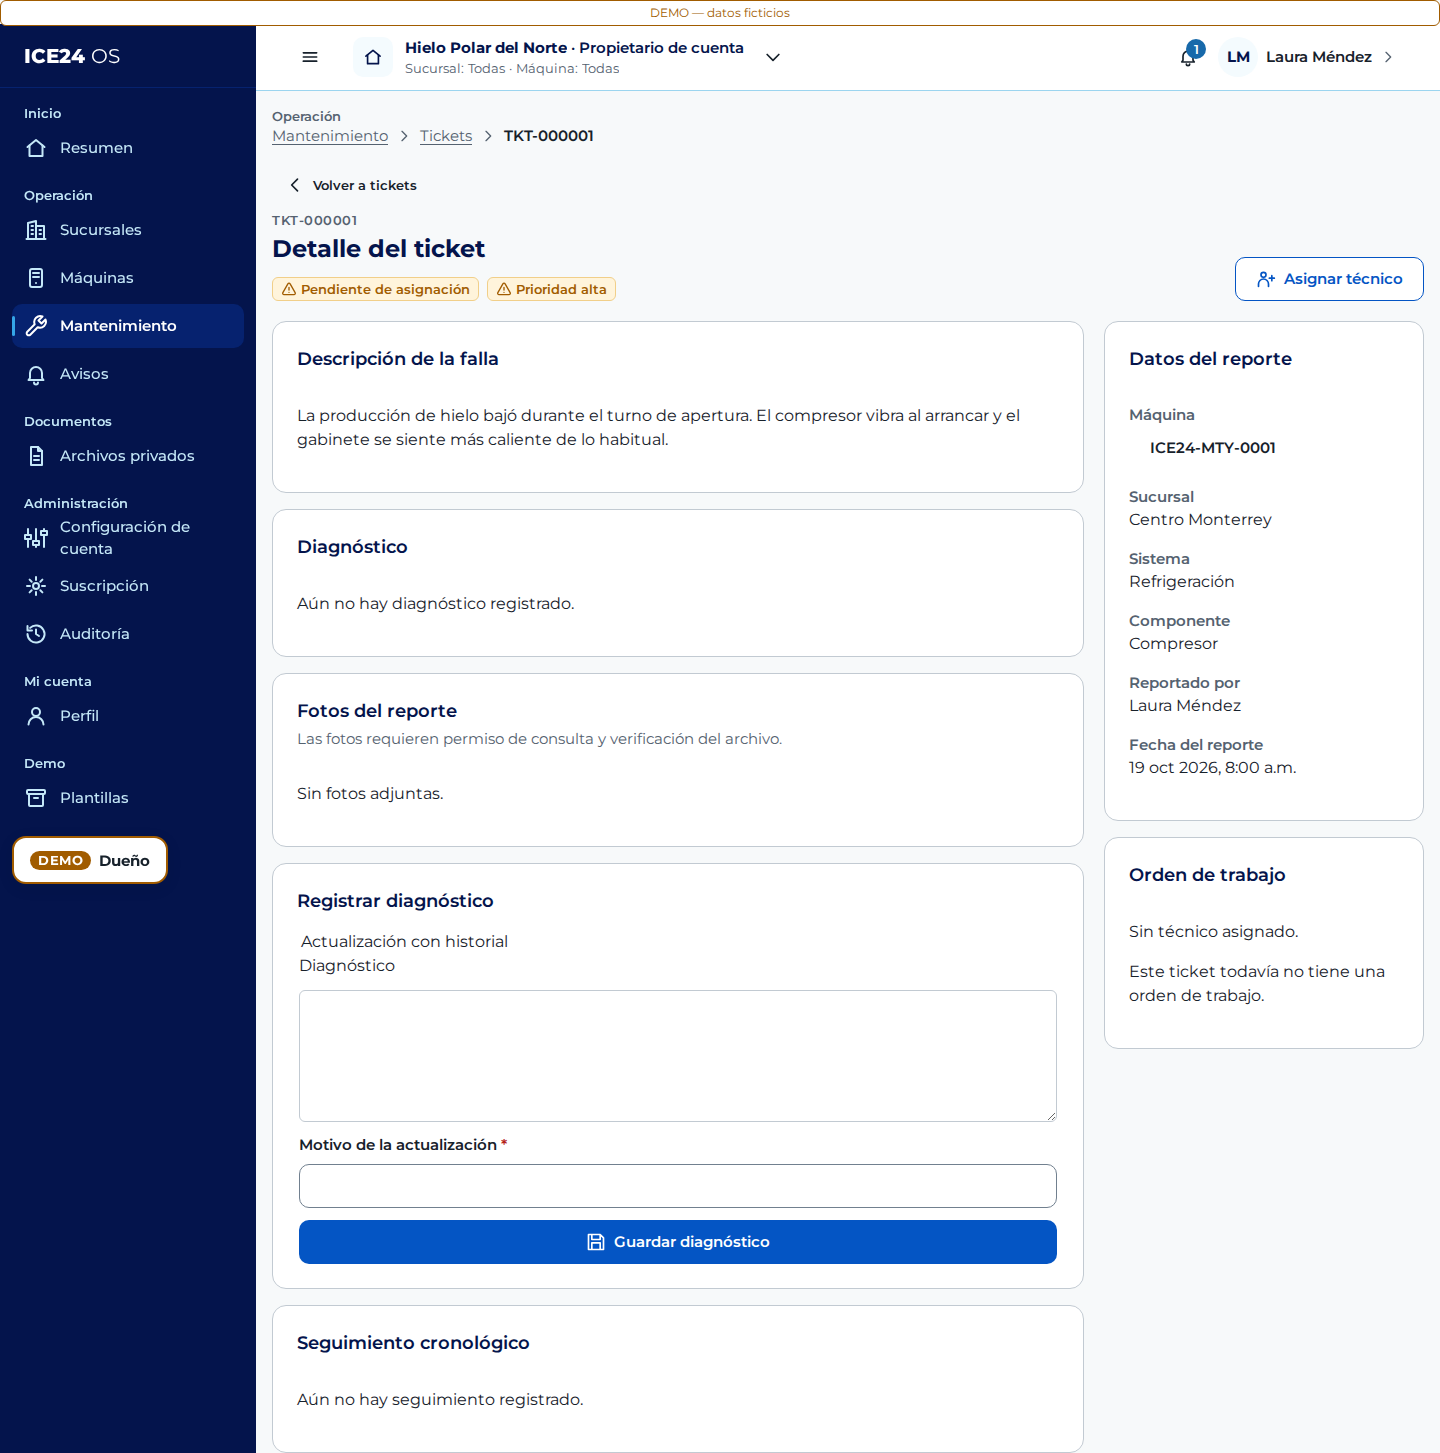 DEMO — datos ficticios
ICE24 OS
Hielo Polar del Norte · Propietario de cuenta
Sucursal: Todas · Máquina: Todas
1
LM
Laura Méndez
Inicio
Resumen
Operación
Sucursales
Máquinas
Mantenimiento
Avisos
Documentos
Archivos privados
Administración
Configuración de
cuenta
Suscripción
Auditoría
Mi cuenta
Perfil
Demo
Plantillas
DEMO Dueño
Operación
Mantenimiento > Tickets > TKT-000001
Volver a tickets
TKT-000001
Detalle del ticket
Pendiente de asignación
Prioridad alta
Asignar técnico
Descripción de la falla
La producción de hielo bajó durante el turno de apertura. El compresor vibra al arrancar y el
gabinete se siente más caliente de lo habitual.
Diagnóstico
Aún no hay diagnóstico registrado.
Fotos del reporte
Las fotos requieren permiso de consulta y verificación del archivo.
Sin fotos adjuntas.
Registrar diagnóstico
Actualización con historial
Diagnóstico
Motivo de la actualización *
Guardar diagnóstico
Seguimiento cronológico
Aún no hay seguimiento registrado.
Datos del reporte
Máquina
ICE24-MTY-0001
Sucursal
Centro Monterrey
Sistema
Refrigeración
Componente
Compresor
Reportado por
Laura Méndez
Fecha del reporte
19 oct 2026, 8:00 a.m.
Orden de trabajo
Sin técnico asignado.
Este ticket todavía no tiene una
orden de trabajo.